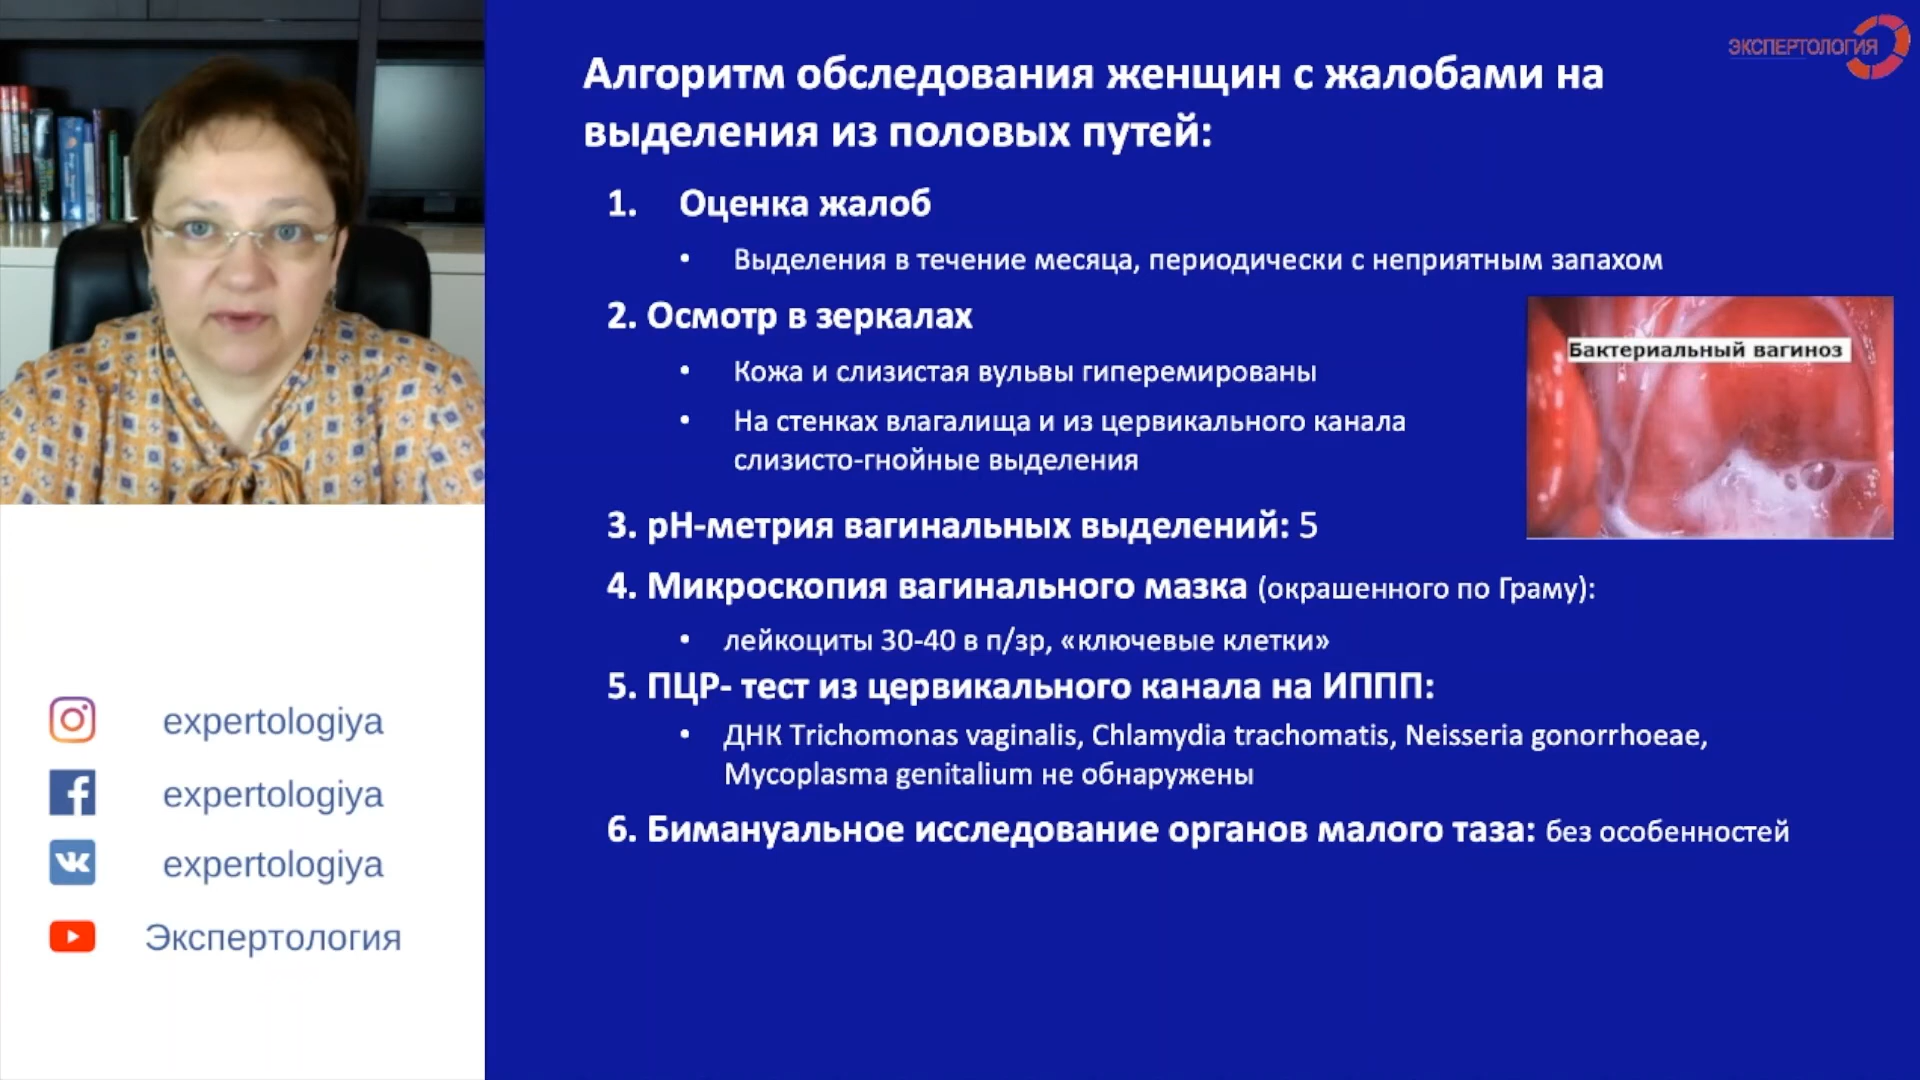 ЭКСПЕРТОЛОГИЯ
Алгоритм обследования женщин с жалобами на
выделения из половых путей:
1. Оценка жалоб
• Выделения в течение месяца, периодически с неприятным запахом
2. Осмотр в зеркалах
• Кожа и слизистая вульвы гиперемированы
• На стенках влагалища и из цервикального канала
слизисто-гнойные выделения
Бактериальный вагиноз
3. pH-метрия вагинальных выделений: 5
4. Микроскопия вагинального мазка (окрашенного по Граму):
• лейкоциты 30-40 в п/зр, «ключевые клетки»
5. ПЦР- тест из цервикального канала на ИППП:
• ДНК Trichomonas vaginalis, Chlamydia trachomatis, Neisseria gonorrhoeae,
Mycoplasma genitalium не обнаружены
6. Бимануальное исследование органов малого таза: без особенностей
expertologiya
expertologiya
expertologiya
Экспертология